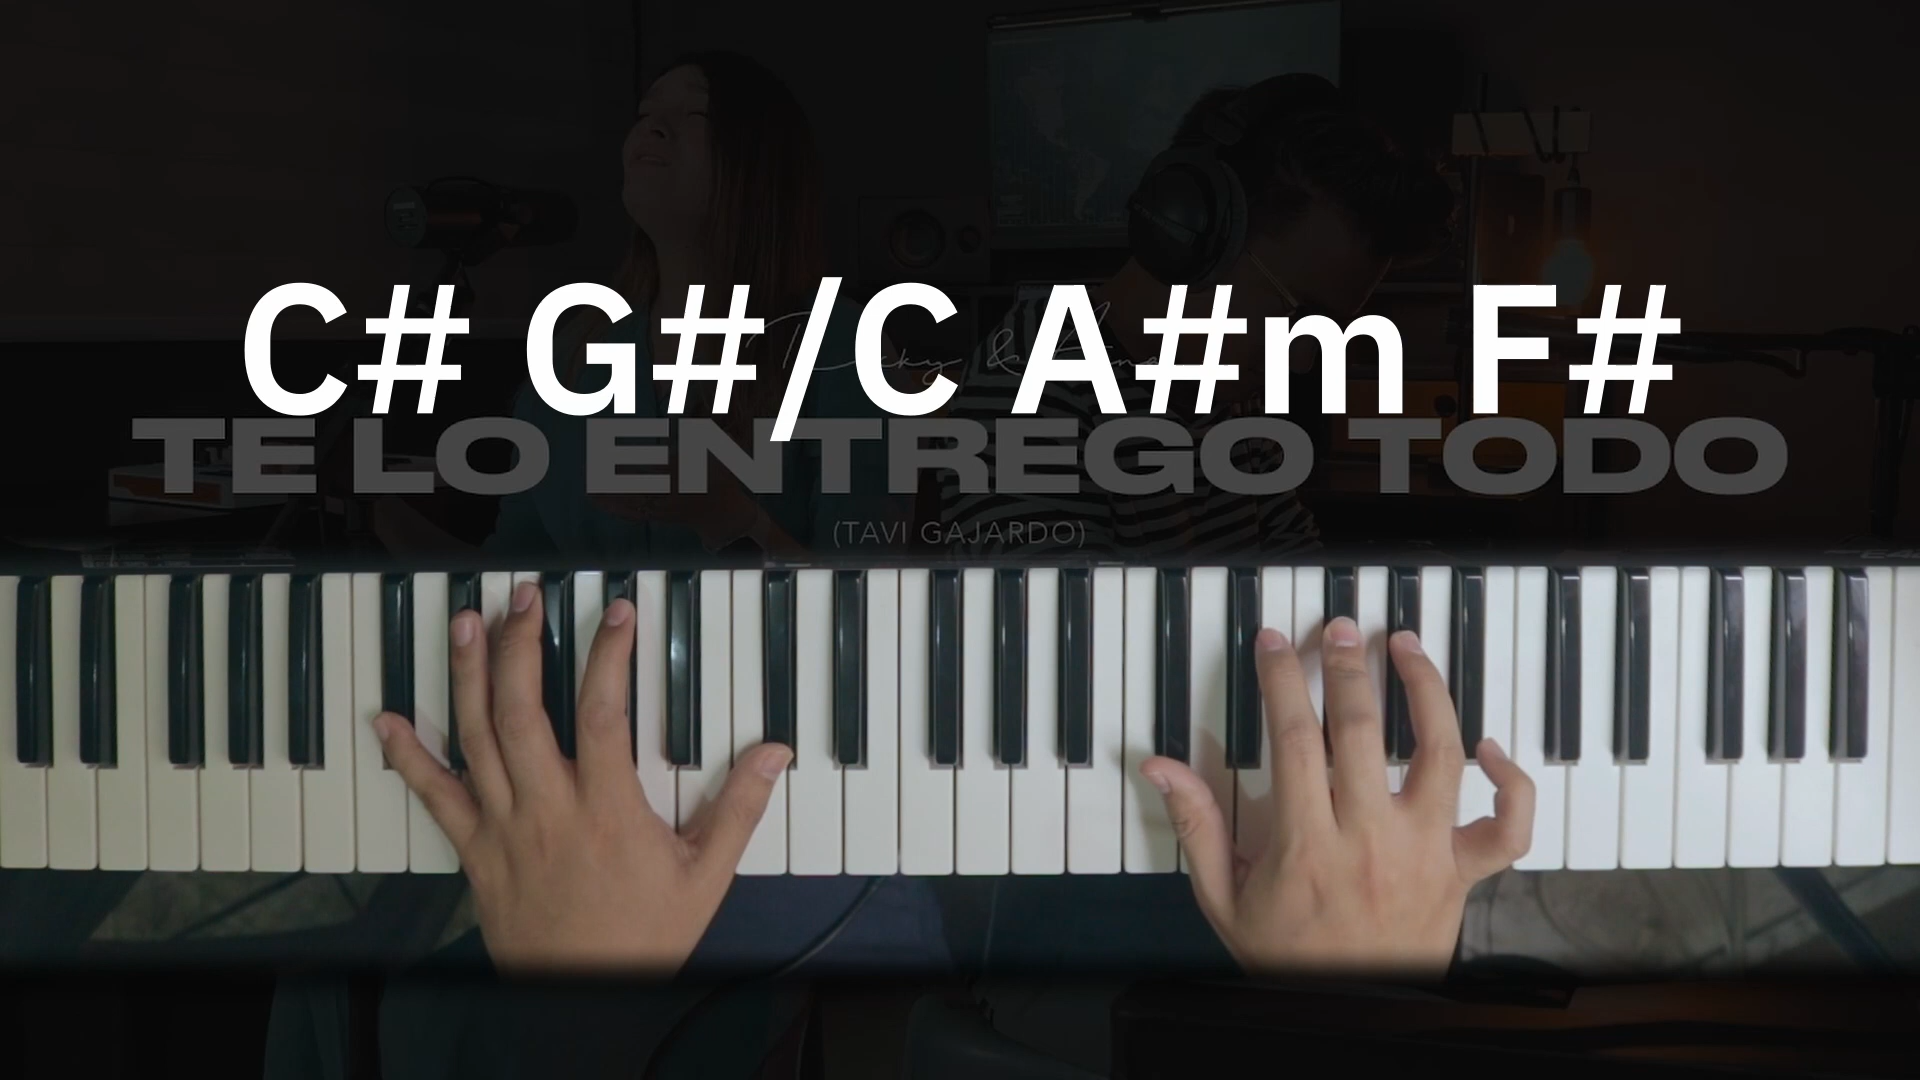 C# G#/C A#m F#
TE LO ENTREGO TODO
(TAVI GAJARDO)